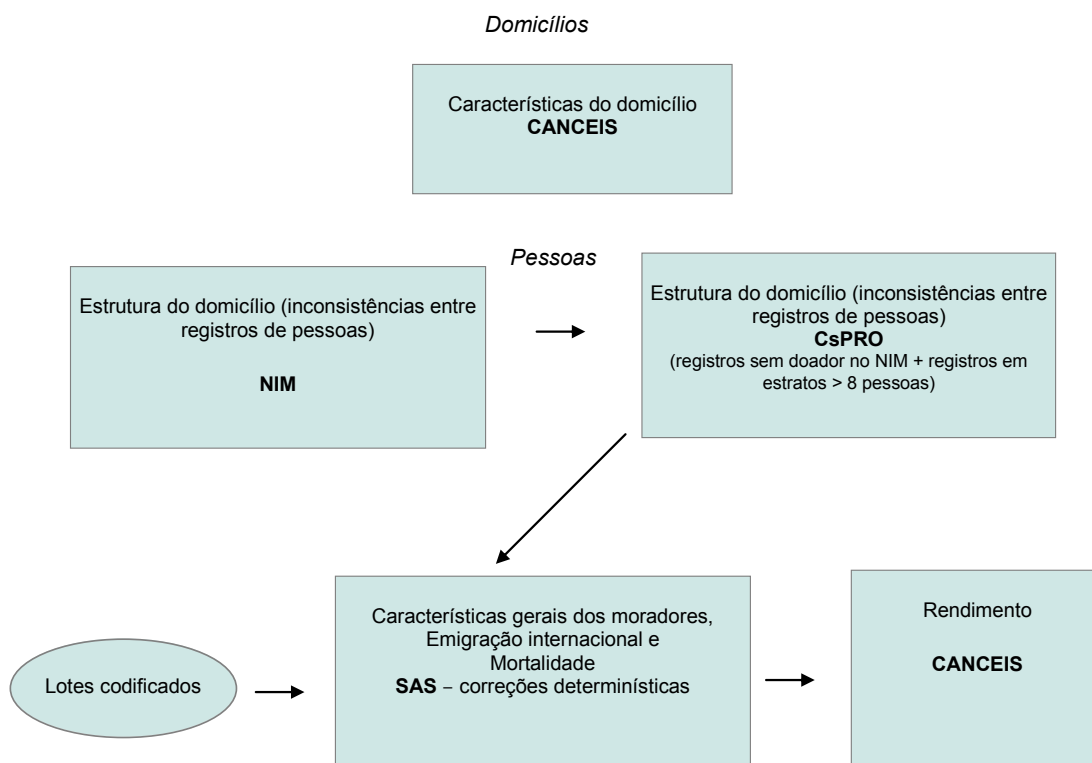 Domicílios
Características do domicílio
CANCEIS
Pessoas
Estrutura do domicílio (inconsistências entre
registros de pessoas)
NIM
Estrutura do domicílio (inconsistências entre
registros de pessoas)
CsPRO
(registros sem doador no NIM + registros em
estratos > 8 pessoas)
Lotes codificados
Características gerais dos moradores,
Emigração internacional e
Mortalidade
SAS – correções determinísticas
Rendimento
CANCEIS